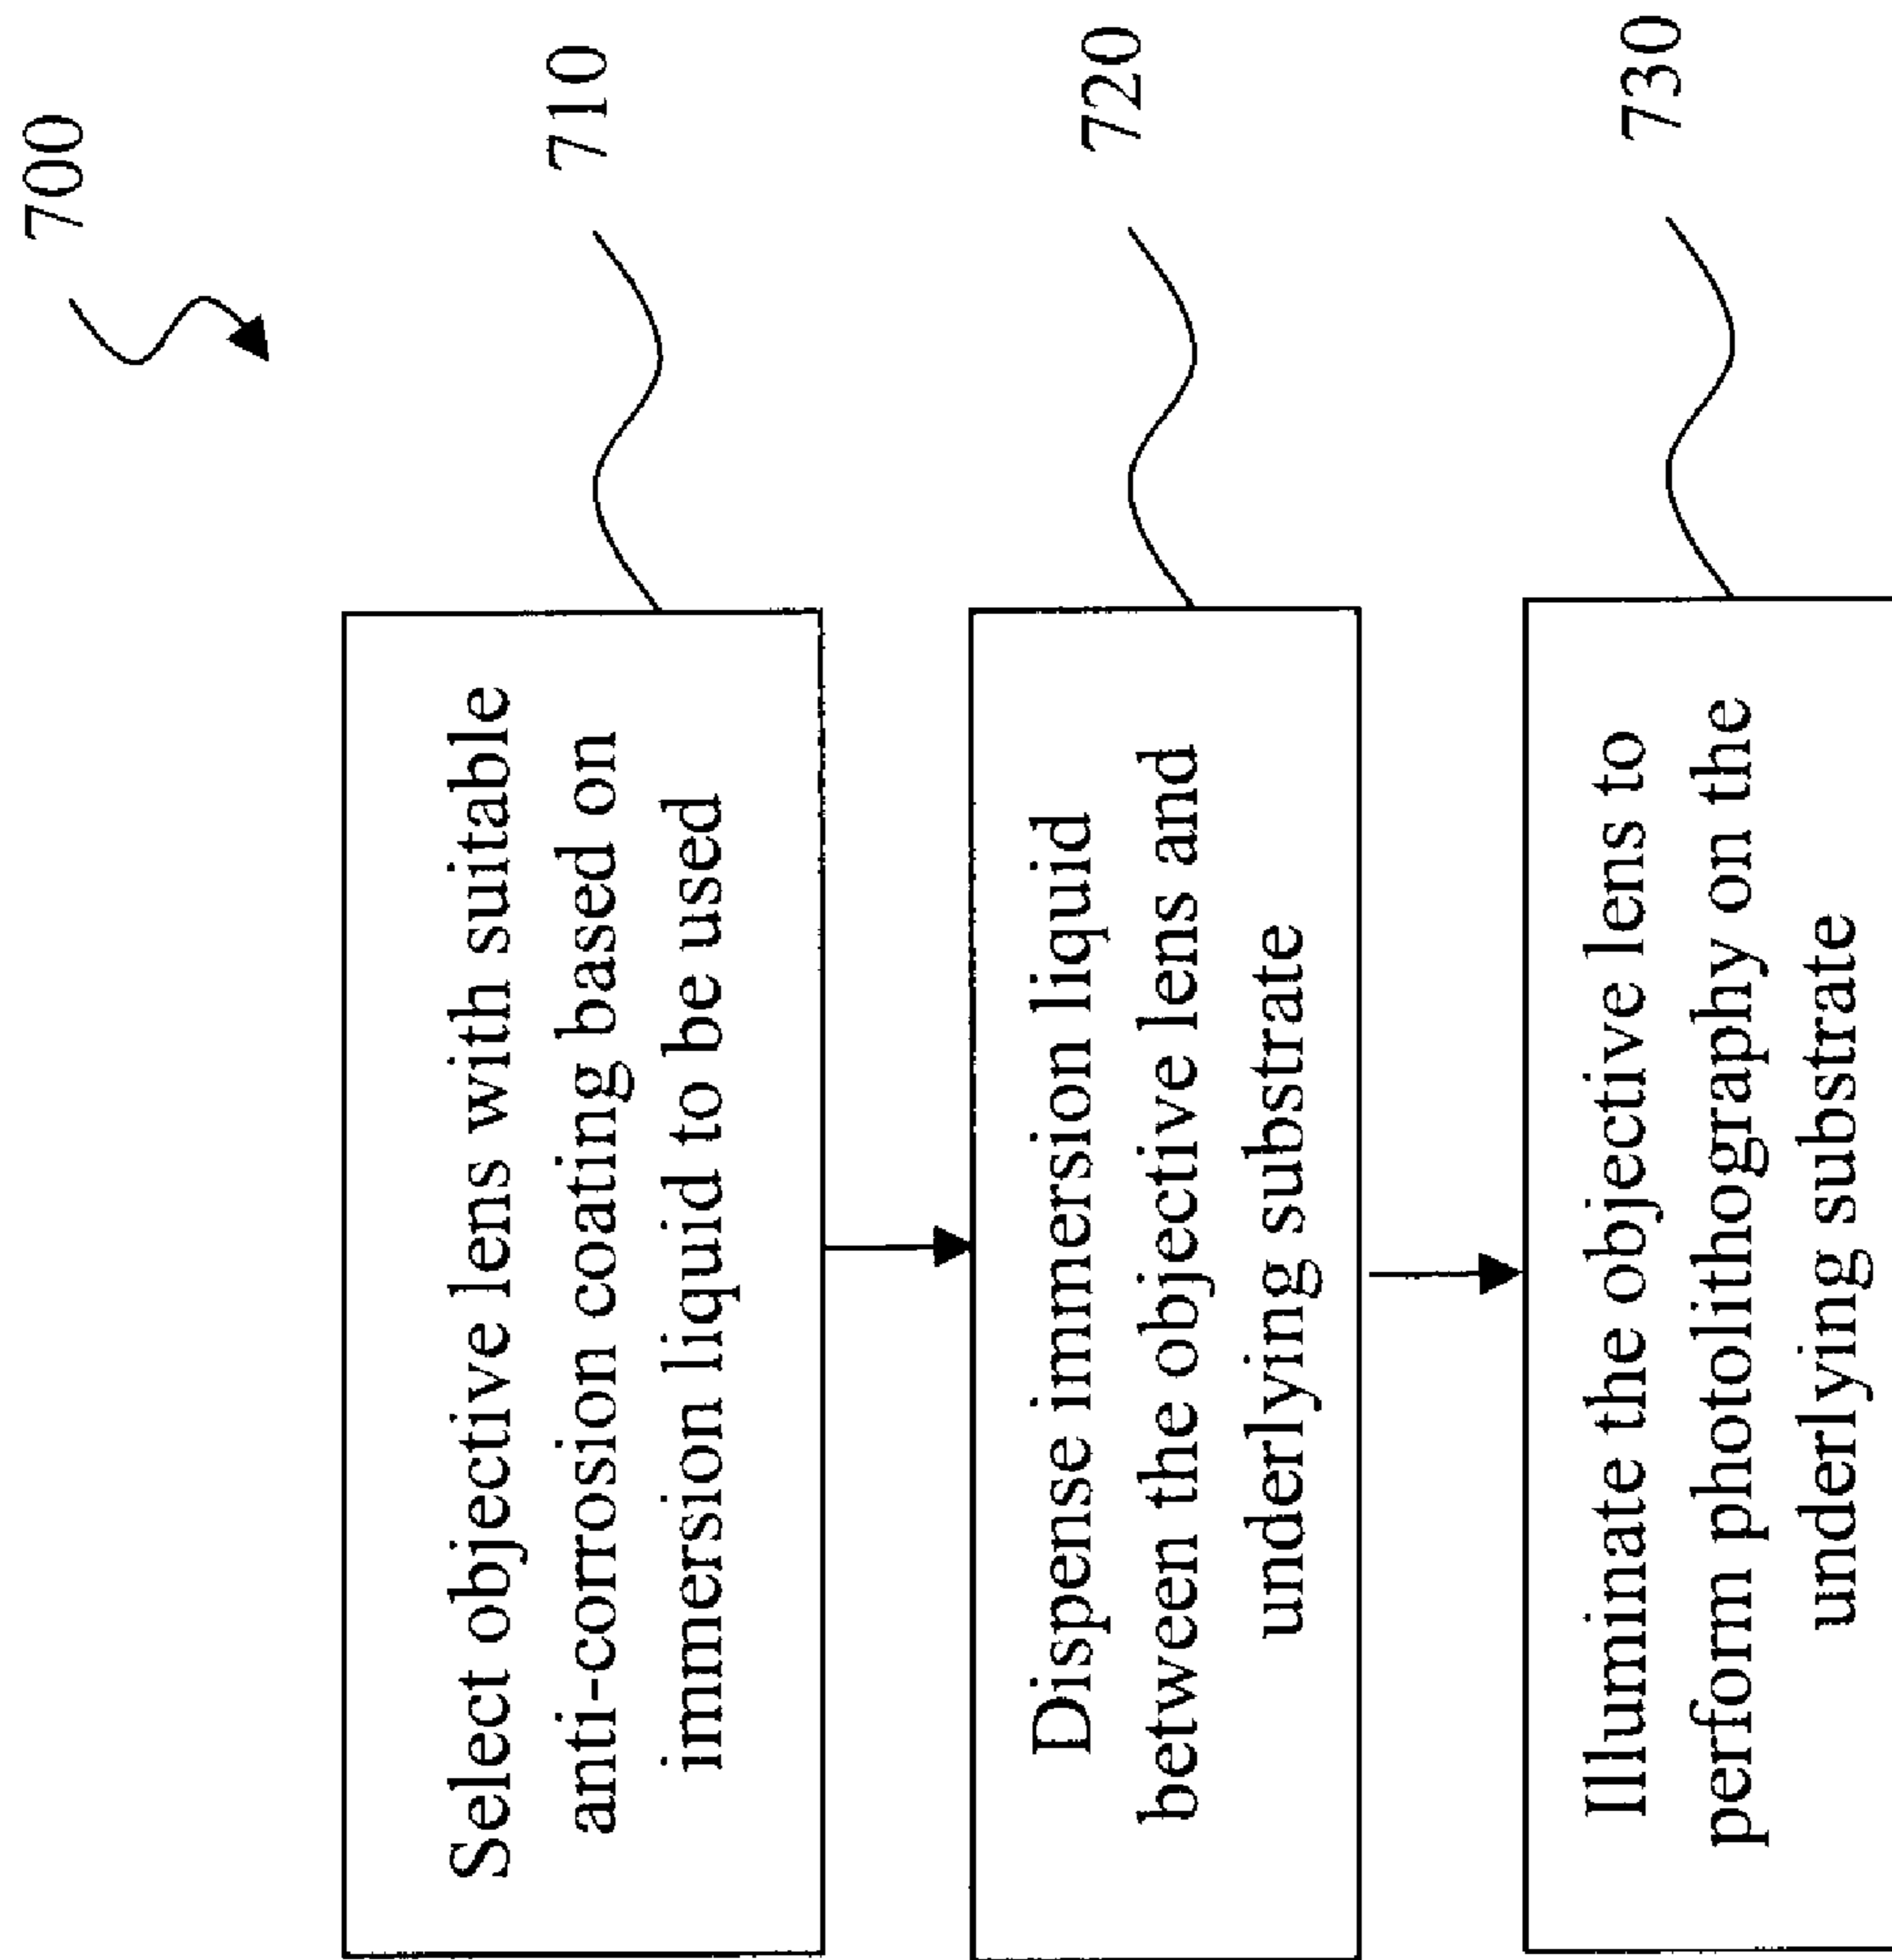 700
Select objective lens with suitable
anti-corrosion coating based on
immersion liquid to be used
710
Dispense immersion liquid
between the objective lens and
underlying substrate
720
Illuminate the objective lens to
perform photolithography on the
underlying substrate
730